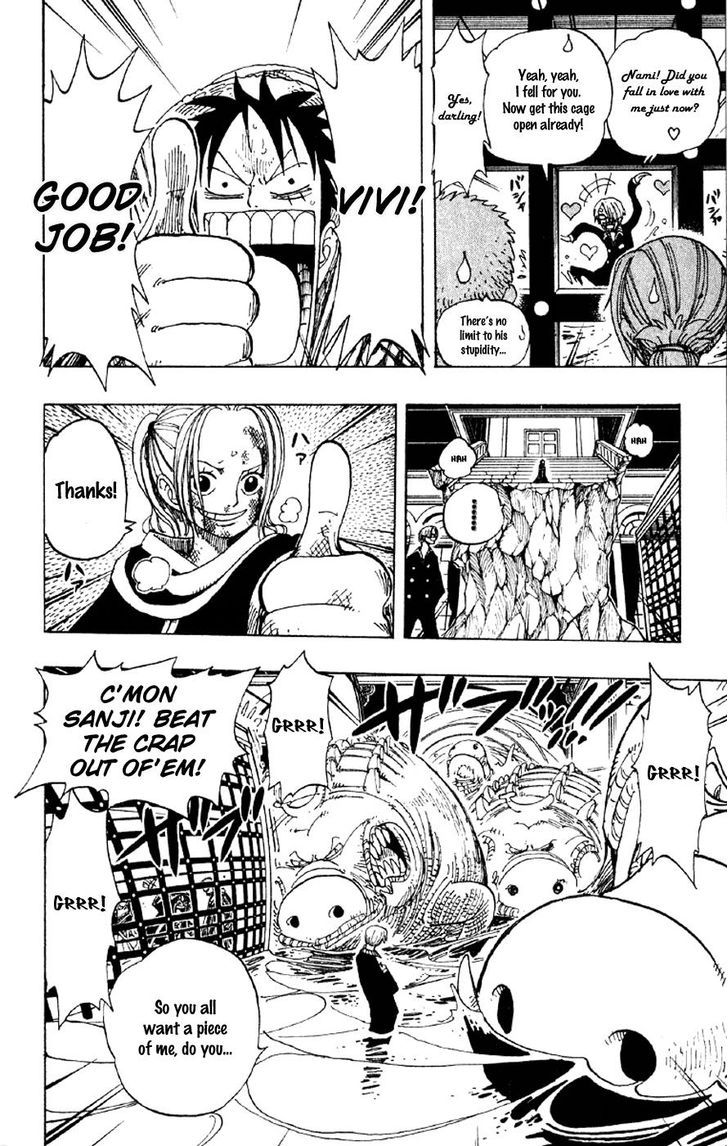 Nami! Did you
fall in love with
me just now?
♡
Yeah, yeah,
I fell for you.
Now get this cage
open already!
Yes,
darling!
There's no
limit to his
stupidity...
VIVI!
GOOD
JOB!
HAH
HAH
ハァ
Thanks!
GRRR!
GRRR!
C'MON
SANJI! BEAT
THE CRAP
OUT OF'EM!
GRRR!
So you all
want a piece
of me, do you...